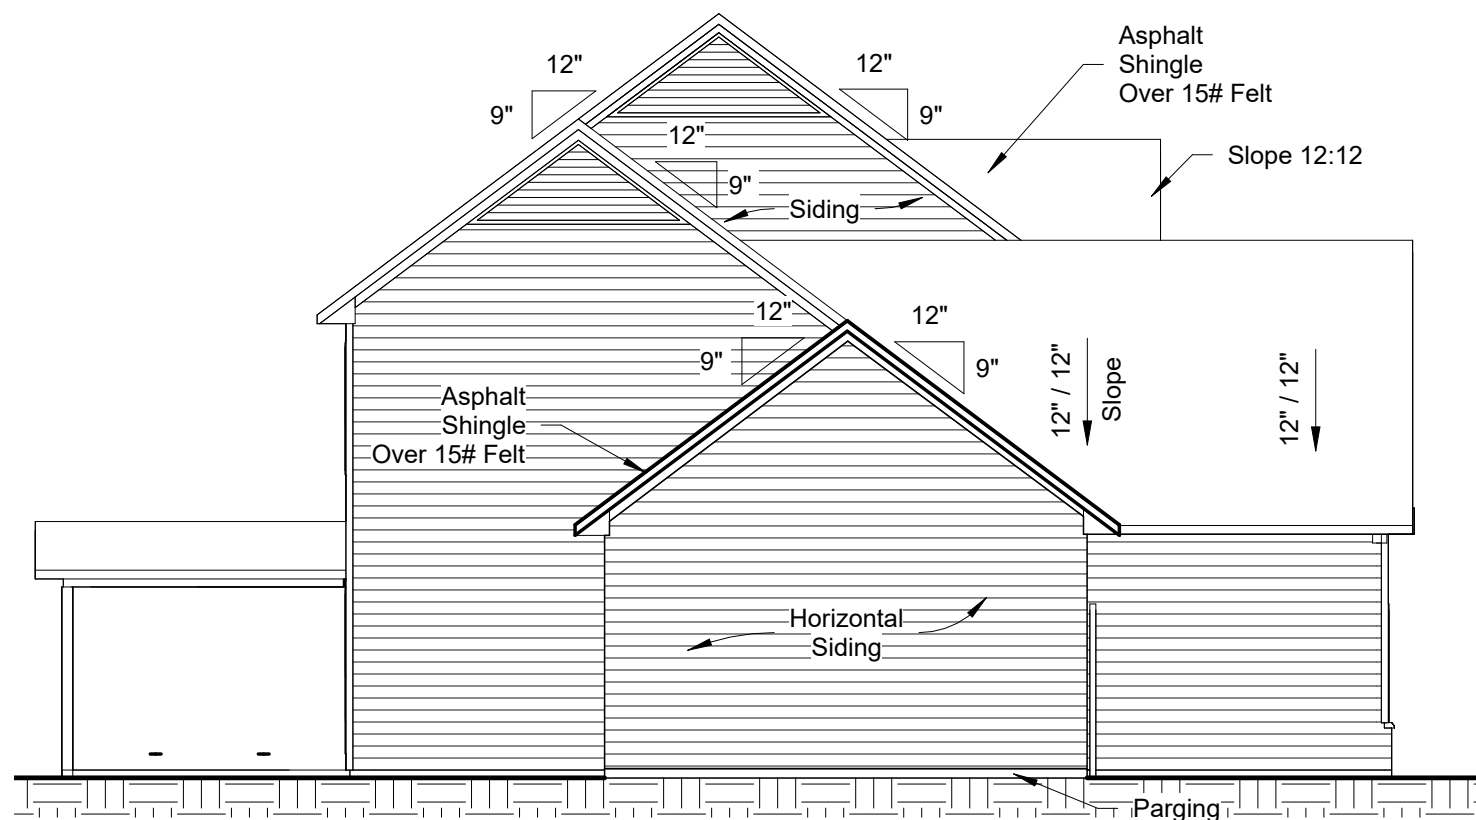 Asphalt
Shingle
Over 15# Felt
12"
9"
12"
9"
12"
9"
Slope 12:12
Siding
12"
9"
12"
9"
12" / 12"
Slope
12" / 12"
Asphalt
Shingle
Over 15# Felt
Horizontal
Siding
Parging